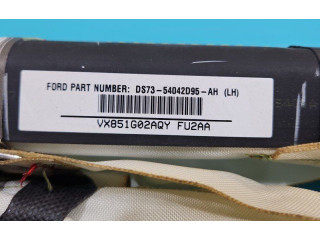 FORD PART NUMBER: DS73-54042D95-AH (LH)
VX851G02AQY FU2AA